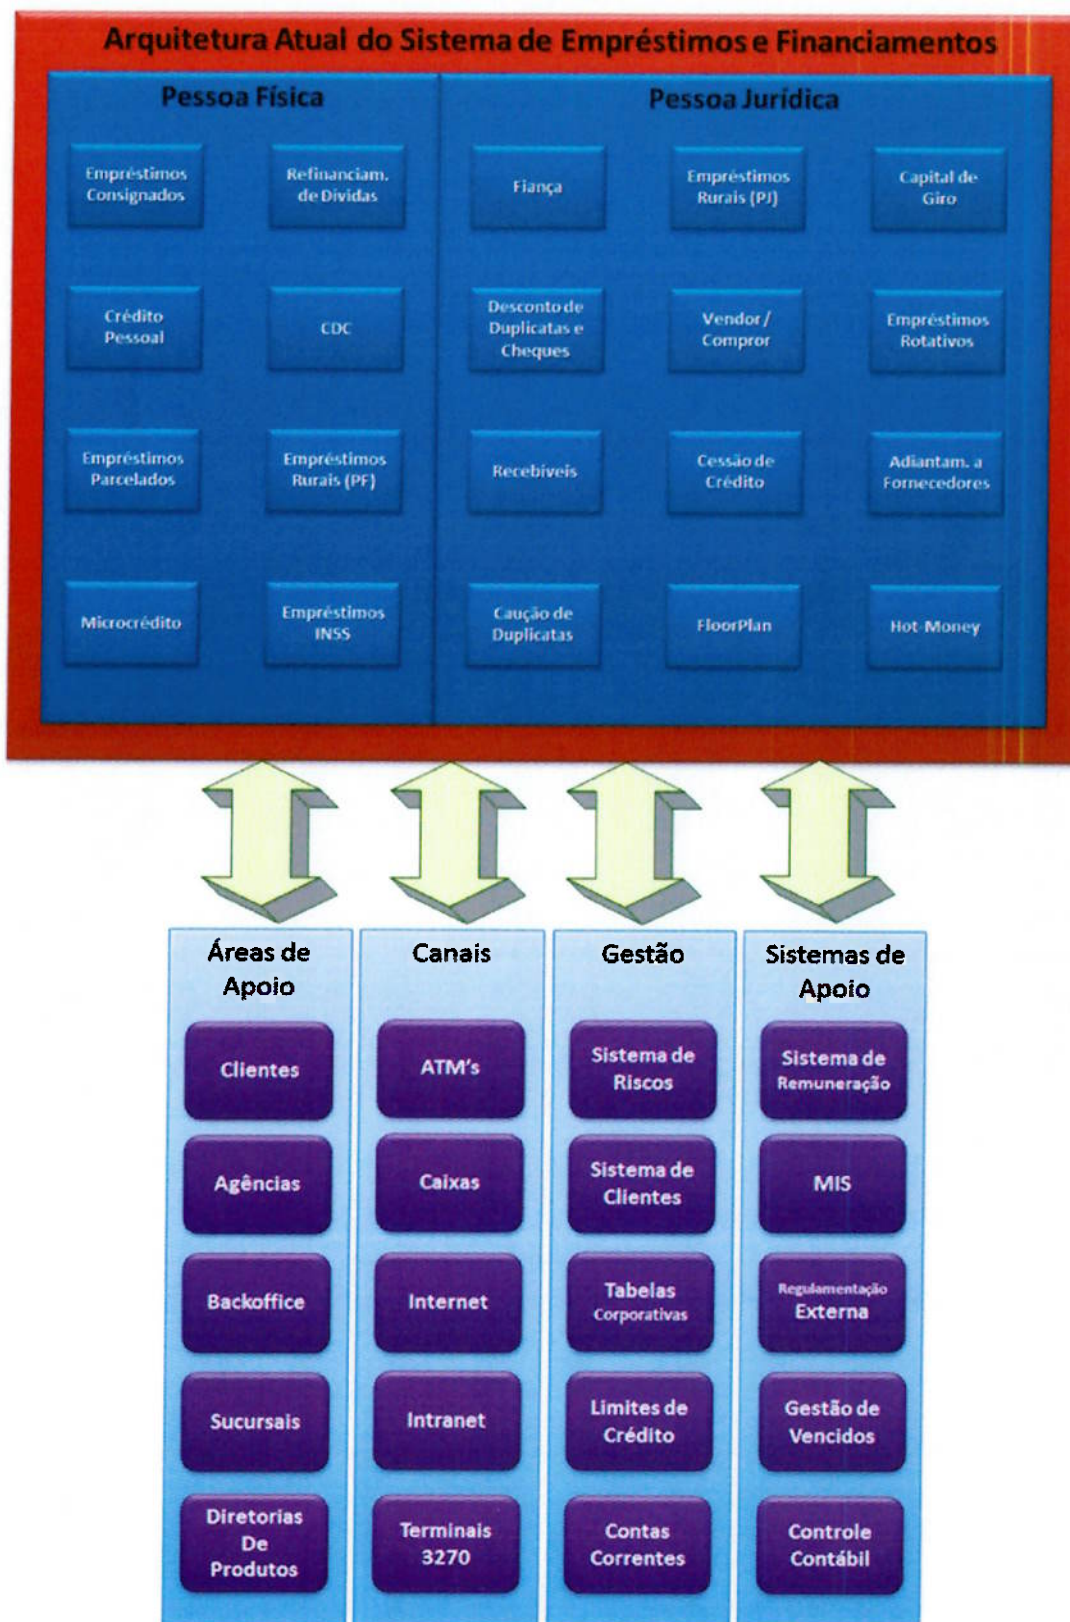 Arquitetura Atual do Sistema de Empréstimos e Financiamentos
Pessoa Física
Empréstimos
Consignados
Refinanciam.
de Dividas
Crédito
Pessoal
CDC
Empréstimos
Parcelados
Empréstimos
Rurais (PF)
Microcrédito
Empréstimos
INSS
Pessoa Jurídica
Fiança
Empréstimos
Rurais (PJ)
Capital de
Giro
Desconto de
Duplicatas e
Cheques
Vendor /
Compror
Empréstimos
Rotativos
Recebíveis
Cessão de
Crédito
Adiantam. a
Fornecedores
Caução de
Duplicatas
FloorPlan
Hot-Money
Áreas de
Apoio
Clientes
Agências
Backoffice
Sucursais
Diretorias
De
Produtos
Canais
ATM's
Caixas
Internet
Intranet
Terminais
3270
Gestão
Sistema de
Riscos
Sistema de
Clientes
Tabelas
Corporativas
Limites de
Crédito
Contas
Correntes
Sistemas de
Apoio
Sistema de
Remuneração
MIS
Regulamentação
Externa
Gestão de
Vencidos
Controle
Contábil